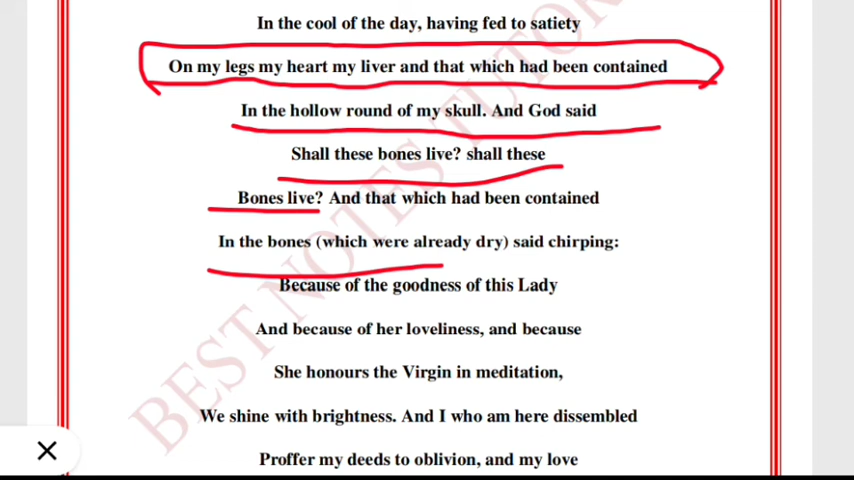 In the cool of the day, having fed to satiety
On my legs my heart my liver and that which had been contained
In the hollow round of my skull. And God said
Shall these bones live? shall these
Bones live? And that which had been contained
In the bones (which were already dry) said chirping:
Because of the goodness of this Lady
And because of her loveliness, and because
She honours the Virgin in meditation,
We shine with brightness. And I who am here dissembled
Proffer my deeds to oblivion, and my love
BEST NOTES TUTOR